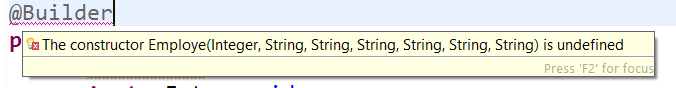 @Builder
p
The constructor Employe(Integer, String, String, String, String, String, String) is undefined
Press 'F2' for focus